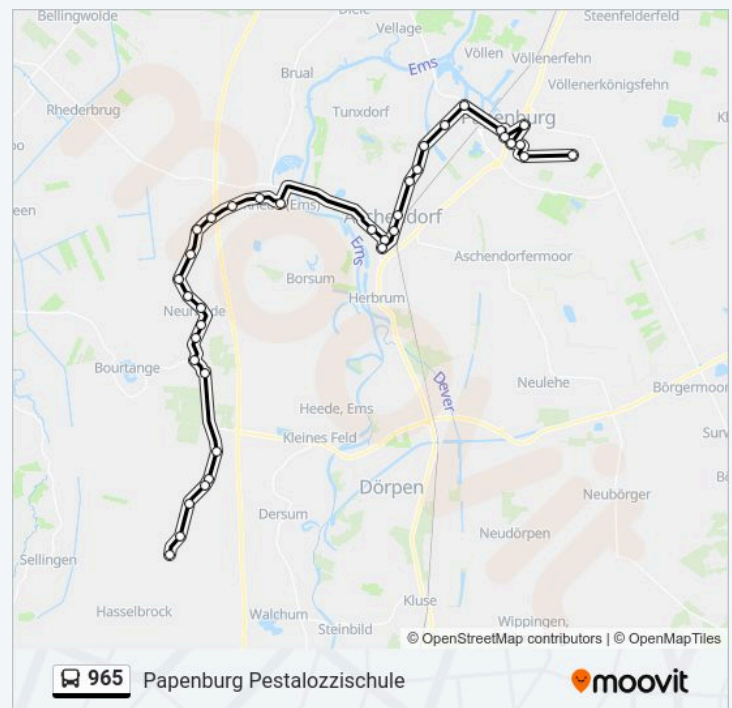 Bellingwolde
Steenfelderfeld
Vellage
Völlen
Völlenerfehn
Ems
Brual
Völlenerkönigsfehn
Rhederbrug
Tunxdorf
Papenburg
Rhede (Ems)
Aschendorf
Ems
Aschendorfermoor
Borsum
Herbrum
Bourtange
Dever
Neulehe
Börgermoor
Heede, Ems
Kleines Feld
Dörpen
Neubörger
Dersum
Neudörpen
Sellingen
Kluse
Hasselbrock
Walchum
Steinbild
Wippingen,
© OpenStreetMap contributors | © OpenMapTiles
965 Papenburg Pestalozzischule
moovit